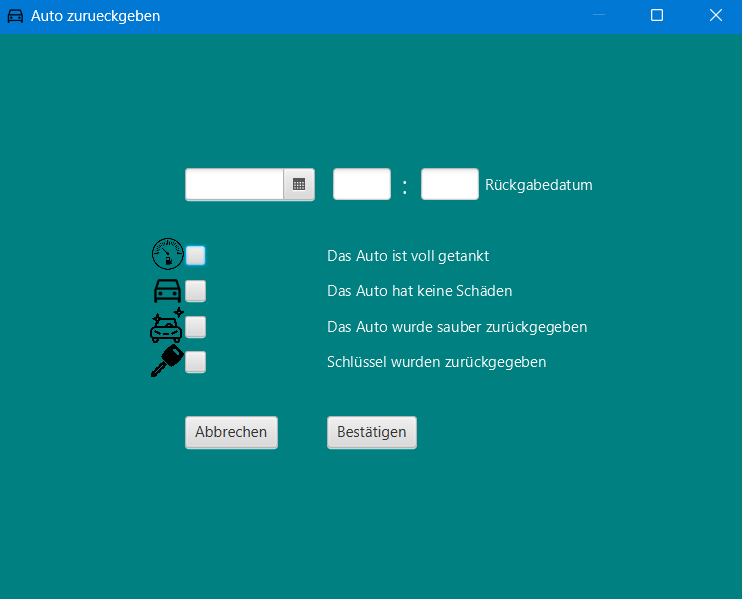 Auto zurueckgeben
: Rückgabedatum
Das Auto ist voll getankt
Das Auto hat keine Schäden
Das Auto wurde sauber zurückgegeben
Schlüssel wurden zurückgegeben
Abbrechen Bestätigen